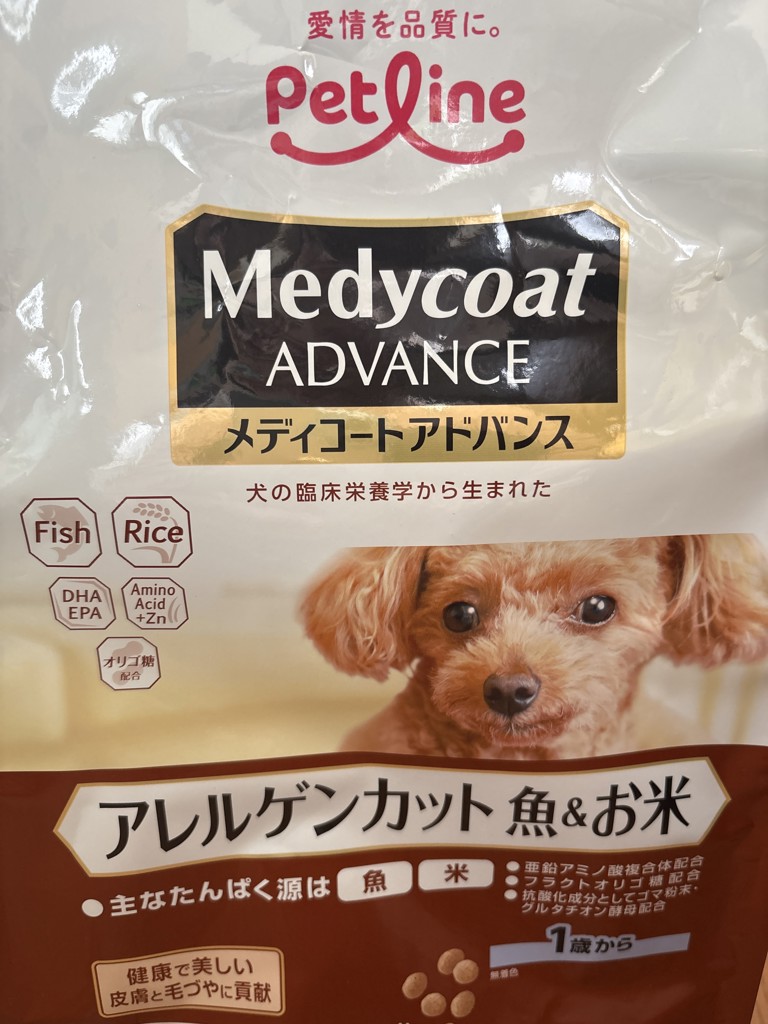 愛情を品質に。
Petline
Medycoat
ADVANCE
メディコートアドバンス
犬の臨床栄養学から生まれた
Fish
Rice
DHA
EPA
Amino
Acid
+Zn
オリゴ糖
配合
アレルゲンカット 魚&お米
●主なたんぱく源は 魚 米
●亜鉛アミノ酸複合体配合
●フラクトオリゴ糖配合
●抗酸化成分としてゴマ粉末・
グルタチオン酵母配合
1歳から
無着色
健康で美しい
皮膚と毛づやに貢献